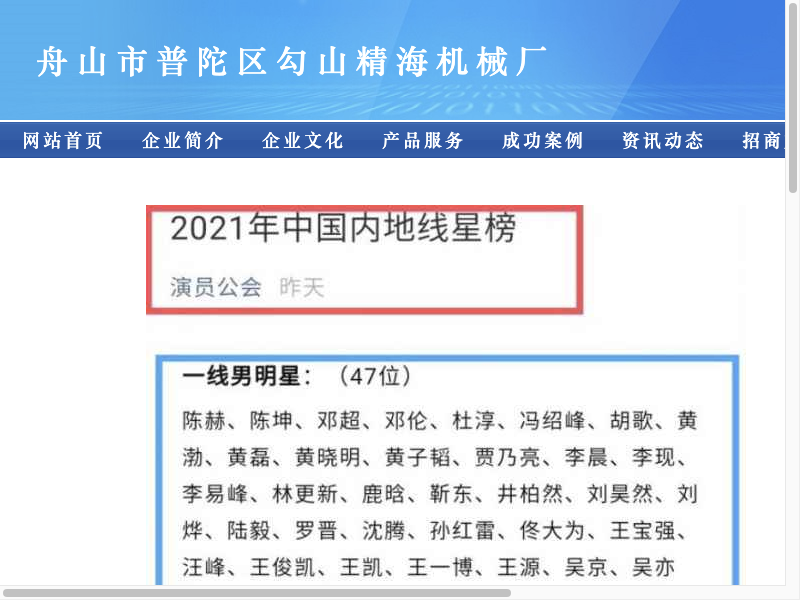 舟山市普陀区勾山精海机械厂
网站首页 企业简介 企业文化 产品服务 成功案例 资讯动态 招商
2021年中国内地线星榜
演员公会 昨天
一线男明星：（47位）
陈赫、陈坤、邓超、邓伦、杜淳、冯绍峰、胡歌、黄
渤、黄磊、黄晓明、黄子韬、贾乃亮、李晨、李现、
李易峰、林更新、鹿晗、靳东、井柏然、刘昊然、刘
烨、陆毅、罗晋、沈腾、孙红雷、佟大为、王宝强、
汪峰、王俊凯、王凯、王一博、王源、吴京、吴亦